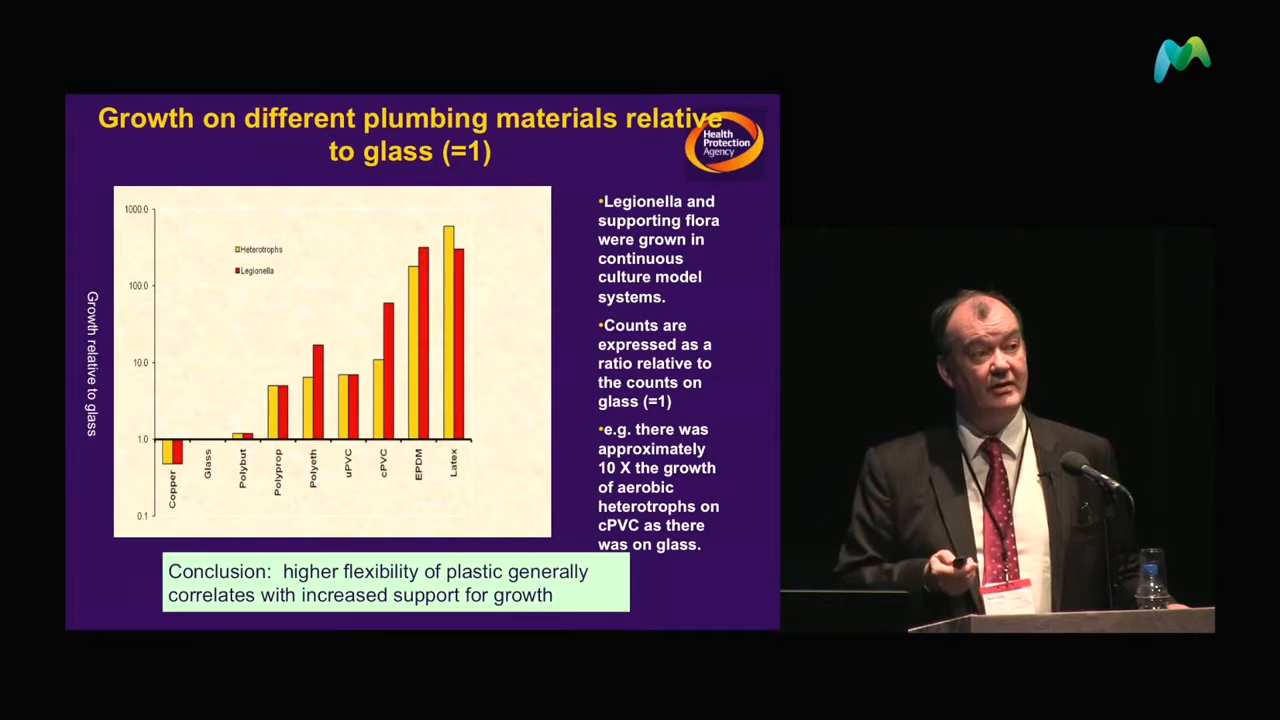 Growth on different plumbing materials relative
to glass (=1)
Health
Protection
Agency
1000.0
100.0
10.0
1.0
0.1
Growth relative to glass
Heterotrophs
Legionella
Copper
Glass
Polybut
Polyprop
Polyeth
uPVC
cPVC
EPDM
Latex
•Legionella and
supporting flora
were grown in
continuous
culture model
systems.
•Counts are
expressed as a
ratio relative to
the counts on
glass (=1)
•e.g. there was
approximately
10 X the growth
of aerobic
heterotrophs on
cPVC as there
was on glass.
Conclusion: higher flexibility of plastic generally
correlates with increased support for growth